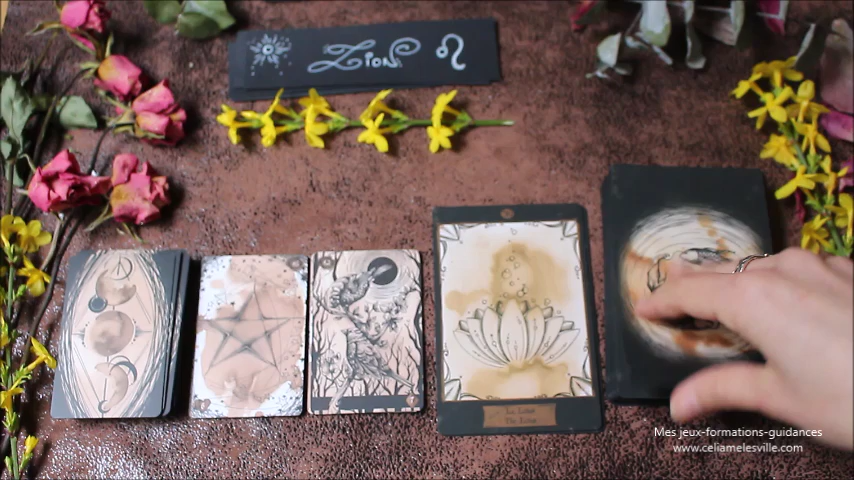 Lion ♌
Le Lotus
The Lotus
Mes jeux-formations-guidances
www.celiamelesville.com